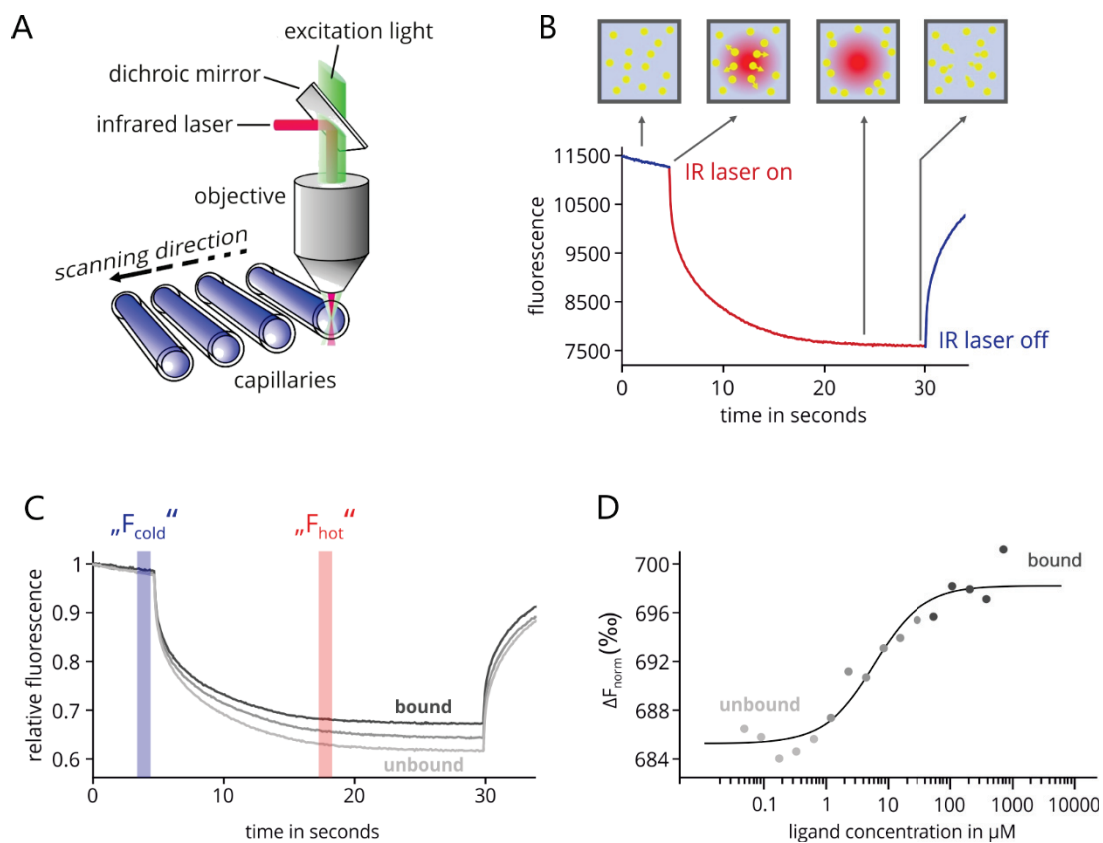 A
excitation light
dichroic mirror
infrared laser
objective
scanning direction
capillaries
B
11500
10500
9500
8500
7500
fluorescence
IR laser on
IR laser off
0
10
20
30
time in seconds
C
„Fcold“
„Fhot“
1
0.9
0.8
0.7
0.6
relative fluorescence
bound
unbound
0
10
20
30
time in seconds
D
700
696
692
688
684
ΔFnorm(‰)
bound
unbound
0.1
1
10
100
1000
10000
ligand concentration in µM